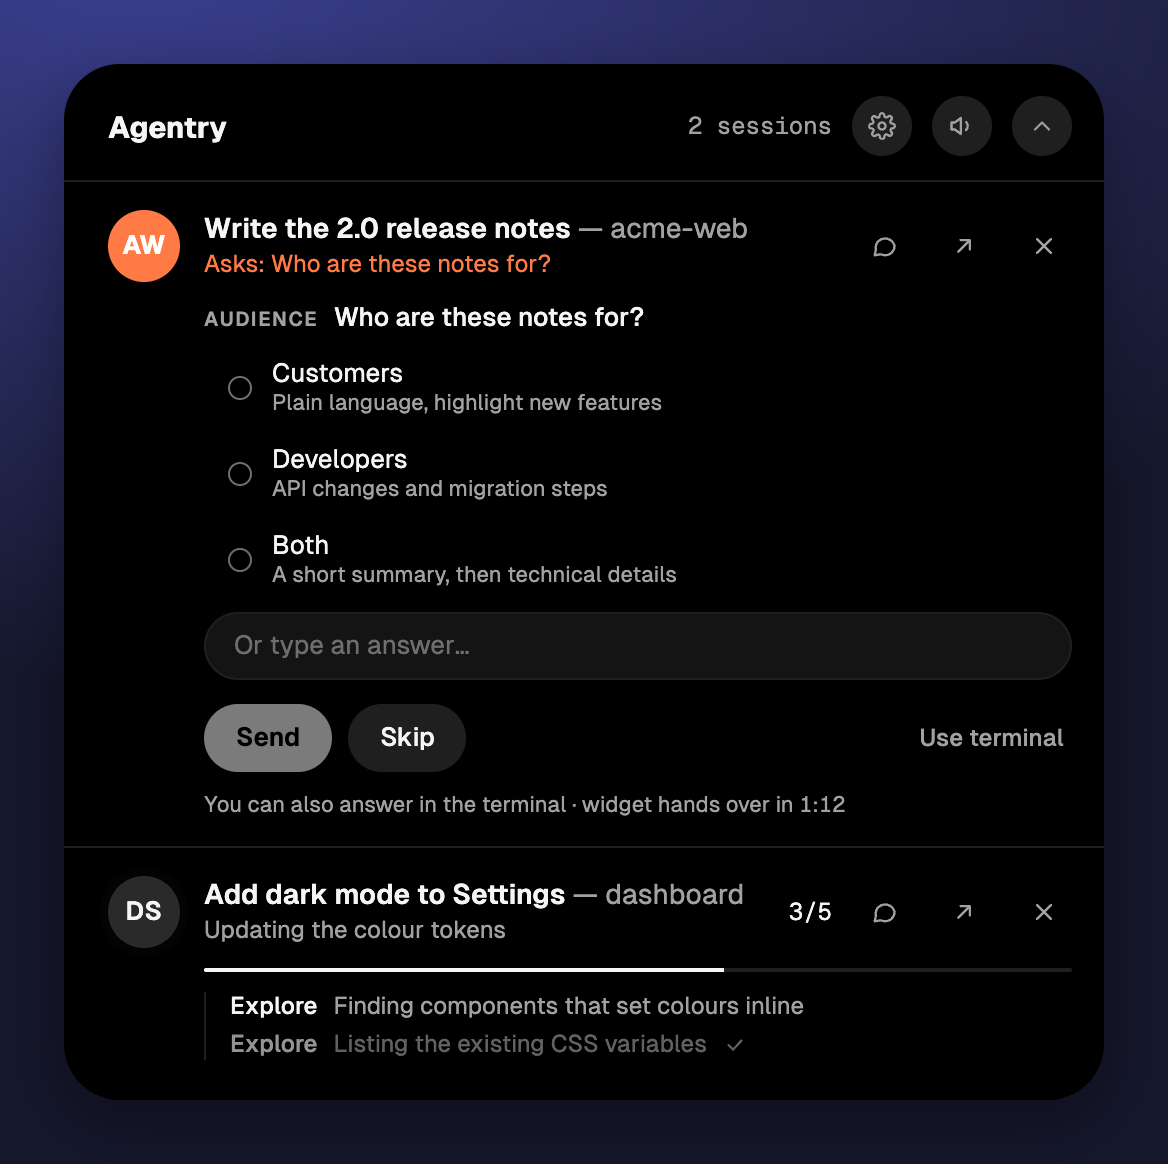 Agentry
2 sessions
AW
Write the 2.0 release notes — acme-web
Asks: Who are these notes for?
AUDIENCE Who are these notes for?
Customers
Plain language, highlight new features
Developers
API changes and migration steps
Both
A short summary, then technical details
Or type an answer…
Send Skip Use terminal
You can also answer in the terminal · widget hands over in 1:12
DS
Add dark mode to Settings — dashboard
3/5
Updating the colour tokens
Explore Finding components that set colours inline
Explore Listing the existing CSS variables ✓